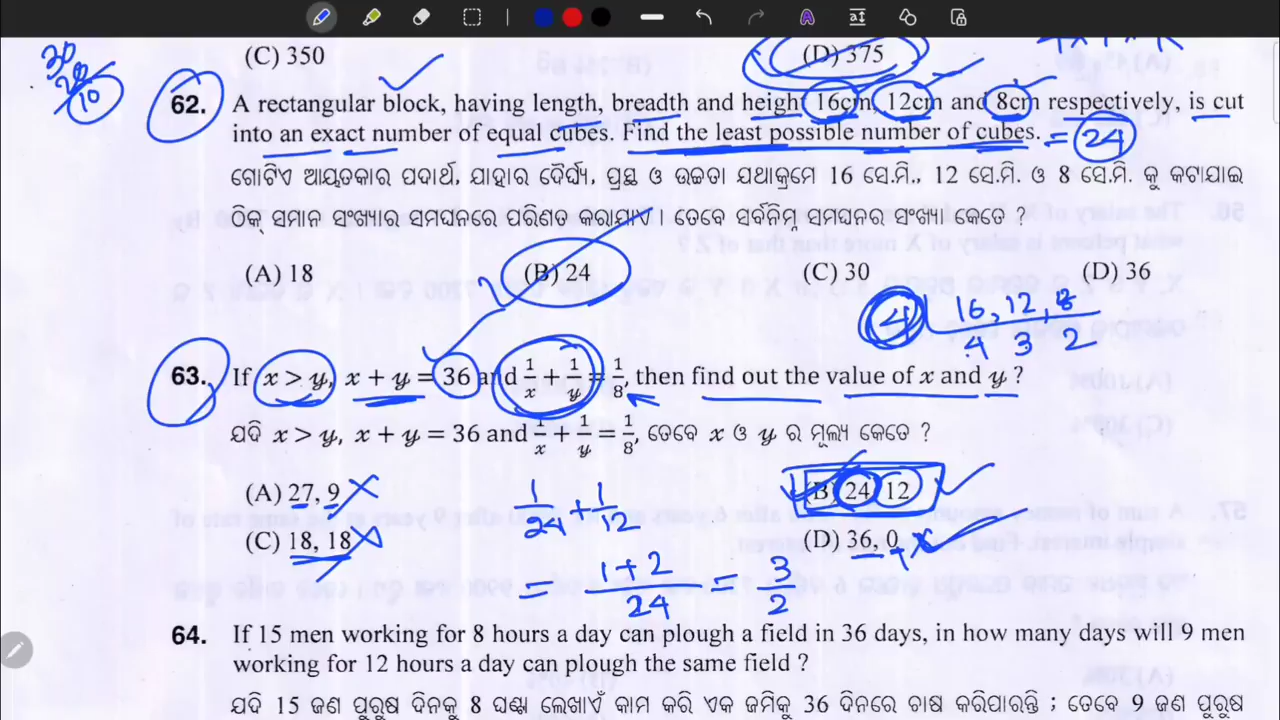 (C) 350 (D) 375
30
20
10
62. A rectangular block, having length, breadth and height 16cm, 12cm and 8cm respectively, is cut
into an exact number of equal cubes. Find the least possible number of cubes. = 24
ଗୋଟିଏ ଆୟତକାର ପଦାର୍ଥ, ଯାହାର ଦୈର୍ଘ୍ୟ, ପ୍ରସ୍ଥ ଓ ଉଚ୍ଚତା ଯଥାକ୍ରମେ 16 ସେ.ମି., 12 ସେ.ମି. ଓ 8 ସେ.ମି. କୁ କଟାଯାଇ
ଠିକ୍ ସମାନ ସଂଖ୍ୟାର ସମଘନରେ ପରିଣତ କରାଯାଏ । ତେବେ ସର୍ବନିମ୍ନ ସମଘନର ସଂଖ୍ୟା କେତେ ?
(A) 18 (B) 24 (C) 30 (D) 36
4 | 16, 12, 8
4 3 2
63. If x > y, x + y = 36 and 1/x + 1/y = 1/8, then find out the value of x and y ?
ଯଦି x > y, x + y = 36 and 1/x + 1/y = 1/8, ତେବେ x ଓ y ର ମୂଲ୍ୟ କେତେ ?
(A) 27, 9 (B) 24, 12
1/24 + 1/12
(C) 18, 18 (D) 36, 0
= 1+2/24 = 3/2
64. If 15 men working for 8 hours a day can plough a field in 36 days, in how many days will 9 men
working for 12 hours a day can plough the same field ?
ଯଦି 15 ଜଣ ପୁରୁଷ ଦିନକୁ 8 ଘଣ୍ଟା ଲେଖାଏଁ କାମ କରି ଏକ ଜମିକୁ 36 ଦିନରେ ଚାଷ କରିପାରନ୍ତି ; ତେବେ 9 ଜଣ ପୁରୁଷ